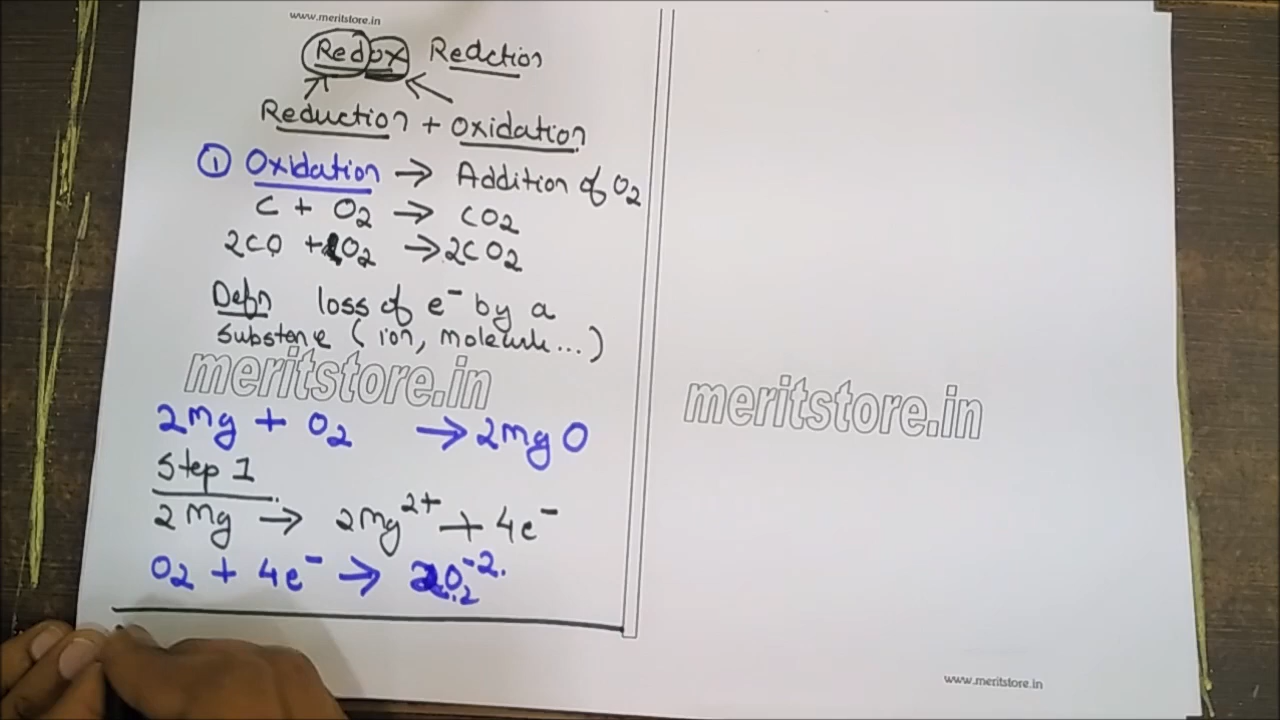 www.meritstore.in
Redox Reaction
Reduction + Oxidation
① Oxidation → Addition of O₂
C + O₂ → CO₂
2CO + O₂ → 2CO₂
Defn loss of e⁻ by a
substance (ion, molecule...)
meritstore.in
meritstore.in
2Mg + O₂ → 2MgO
Step 1
2Mg → 2Mg²⁺ + 4e⁻
O₂ + 4e⁻ →
www.meritstore.in